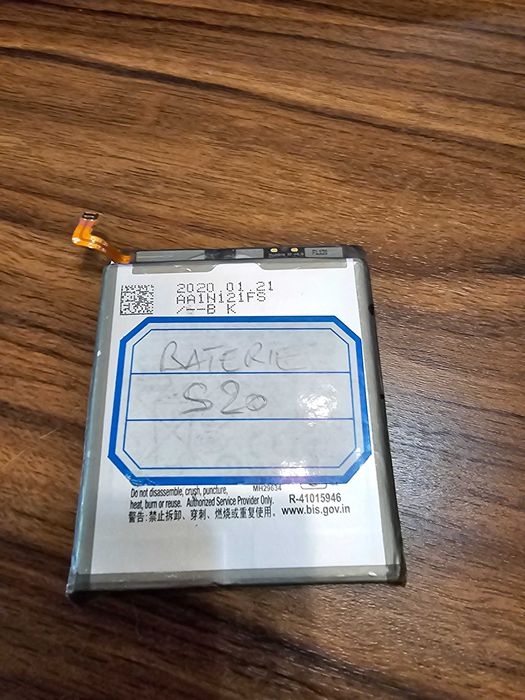 2020.01.21
AA1N121FS
/--B K
BATERIE
S20
MH29634
Do not disassemble, crush, puncture,
heat, burn or reuse. Authorized Service Provider Only.
警告: 禁止拆卸、穿刺、燃烧或重复使用。
R-41015946
www.bis.gov.in